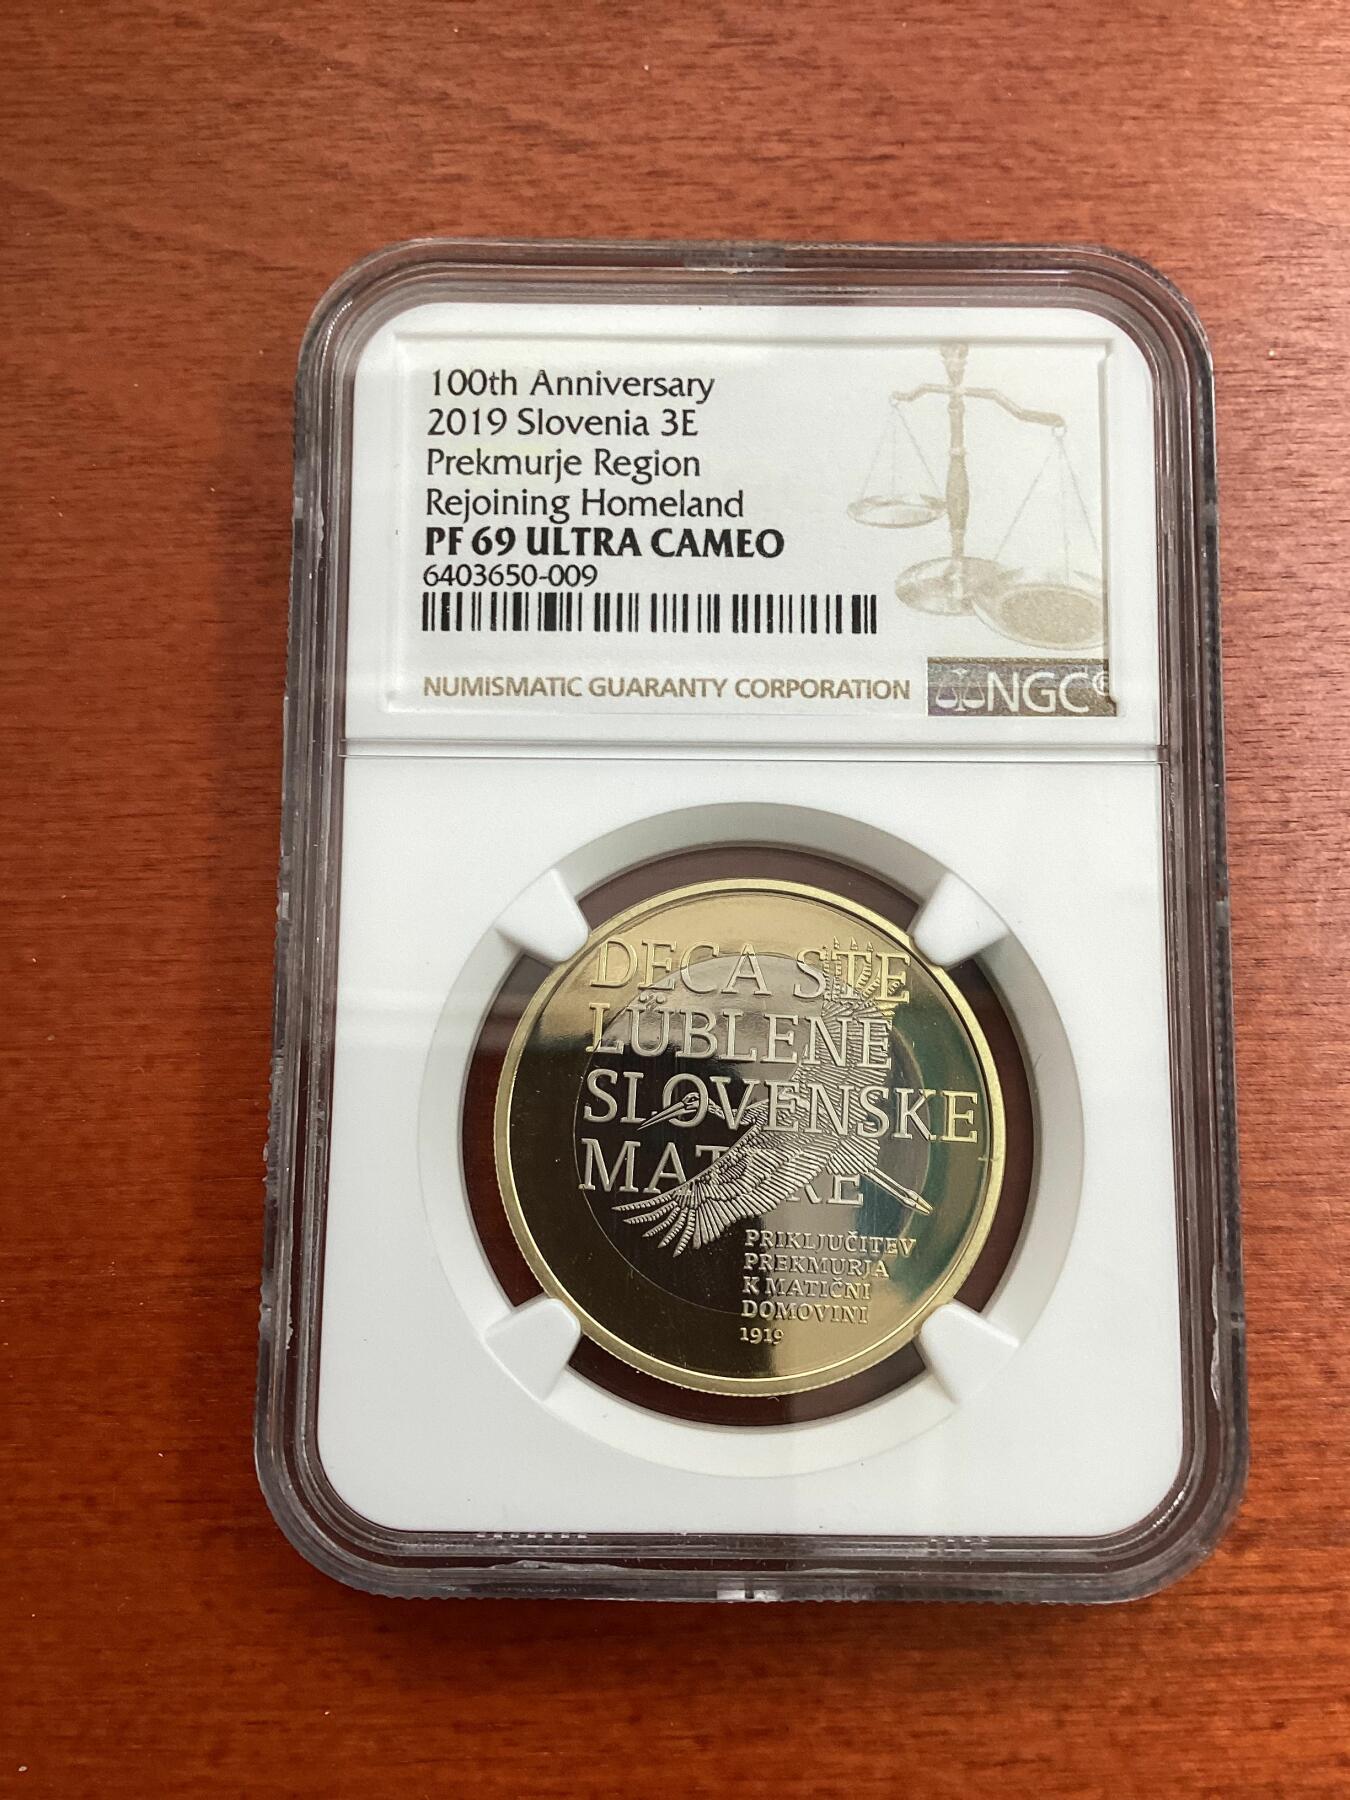 100th Anniversary
2019 Slovenia 3E
Prekmurje Region
Rejoining Homeland
PF 69 ULTRA CAMEO
6403650-009
NUMISMATIC GUARANTY CORPORATION
NGC
DECA STE
LÜBLENE
SLOVENSKE
PRIKLJUČITEV
PREKMURJA
K MATIČNI
DOMOVINI
1919